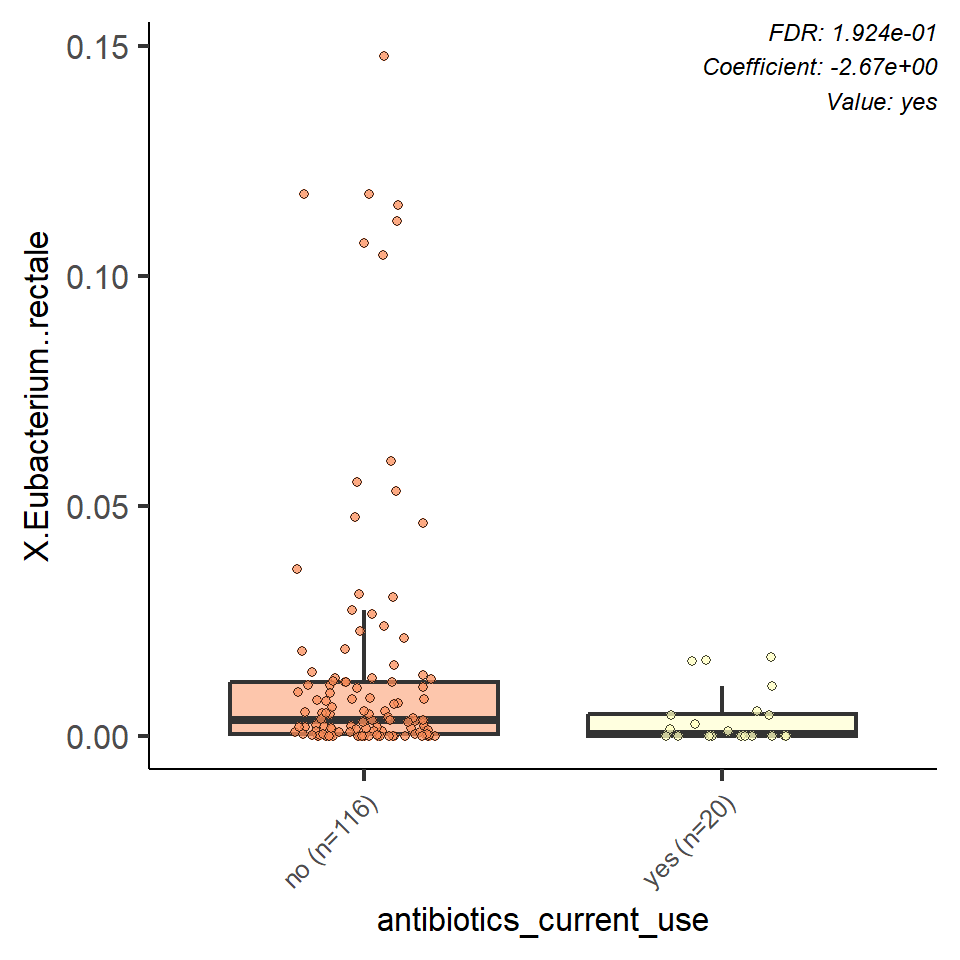 FDR: 1.924e-01
Coefficient: -2.67e+00
Value: yes
0.15
0.10
0.05
0.00
X.Eubacterium..rectale
no (n=116)
yes (n=20)
antibiotics_current_use